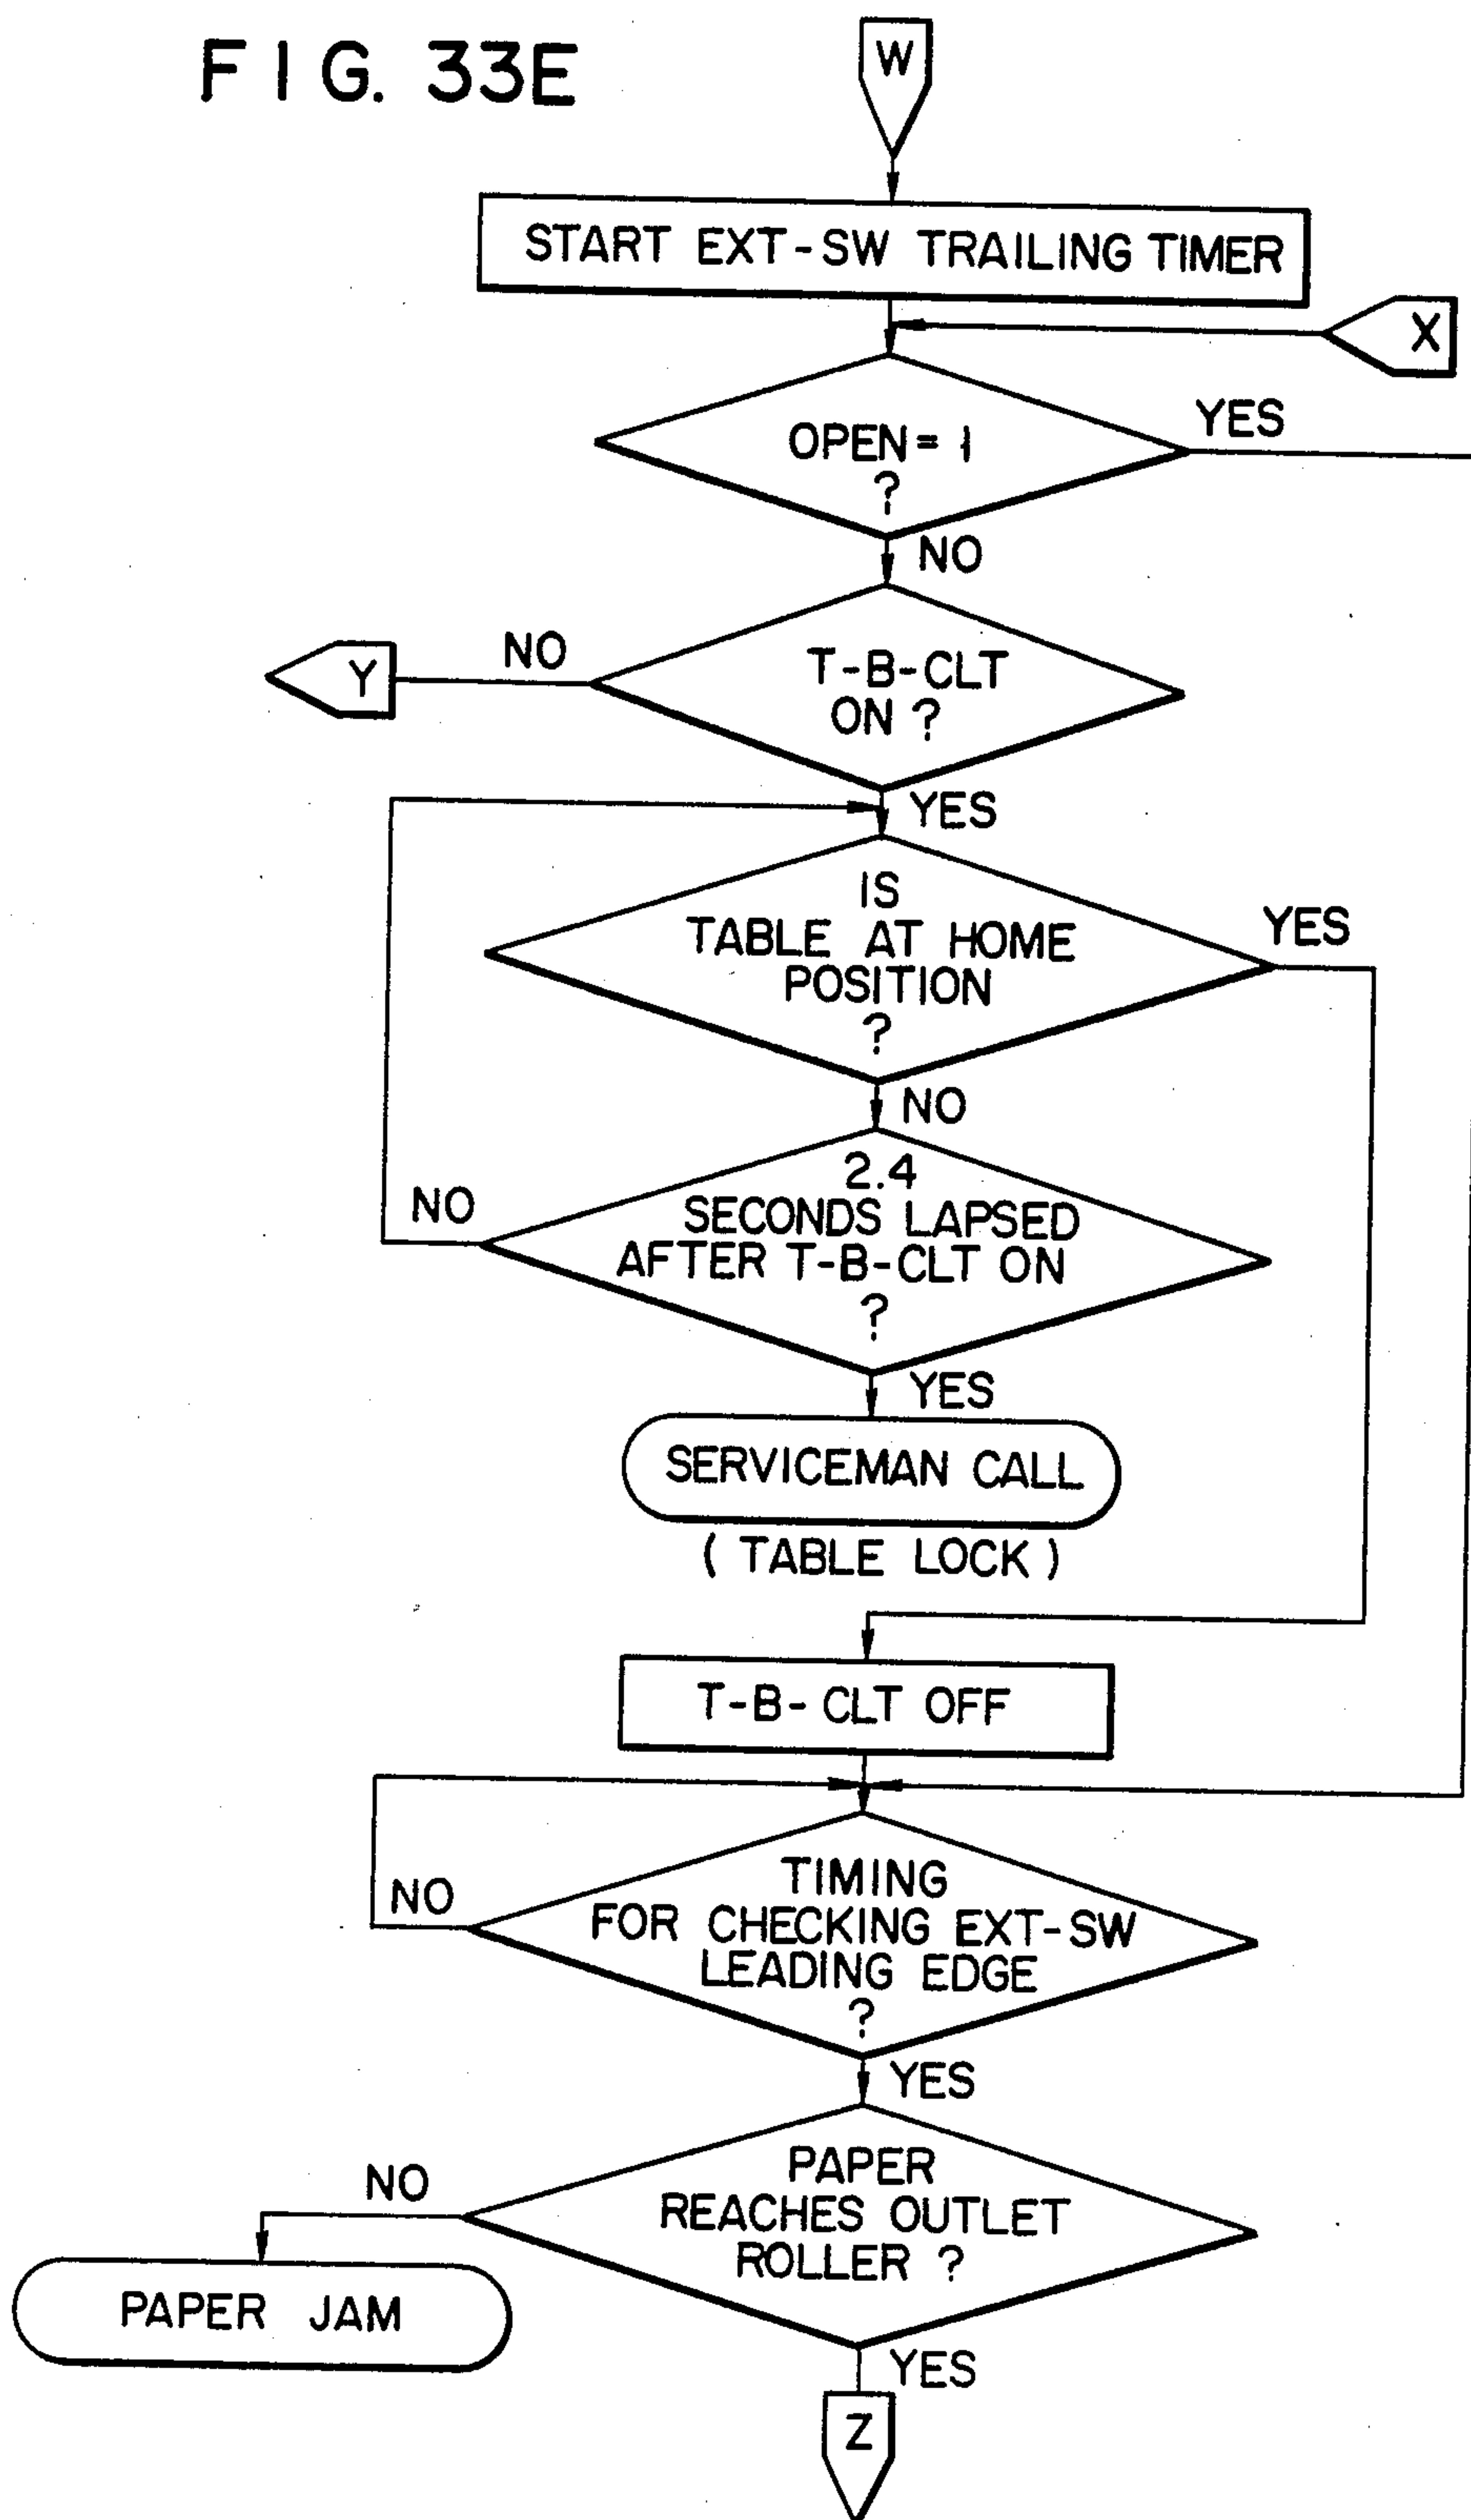 FIG. 33E
W
START EXT-SW TRAILING TIMER
X
OPEN = 1
?
YES
NO
T-B-CLT
ON ?
NO
Y
YES
IS
TABLE AT HOME
POSITION
?
YES
NO
2.4
SECONDS LAPSED
AFTER T-B-CLT ON
?
NO
YES
SERVICEMAN CALL
( TABLE LOCK )
T-B-CLT OFF
TIMING
FOR CHECKING EXT-SW
LEADING EDGE
?
NO
YES
PAPER
REACHES OUTLET
ROLLER ?
NO
PAPER JAM
YES
Z